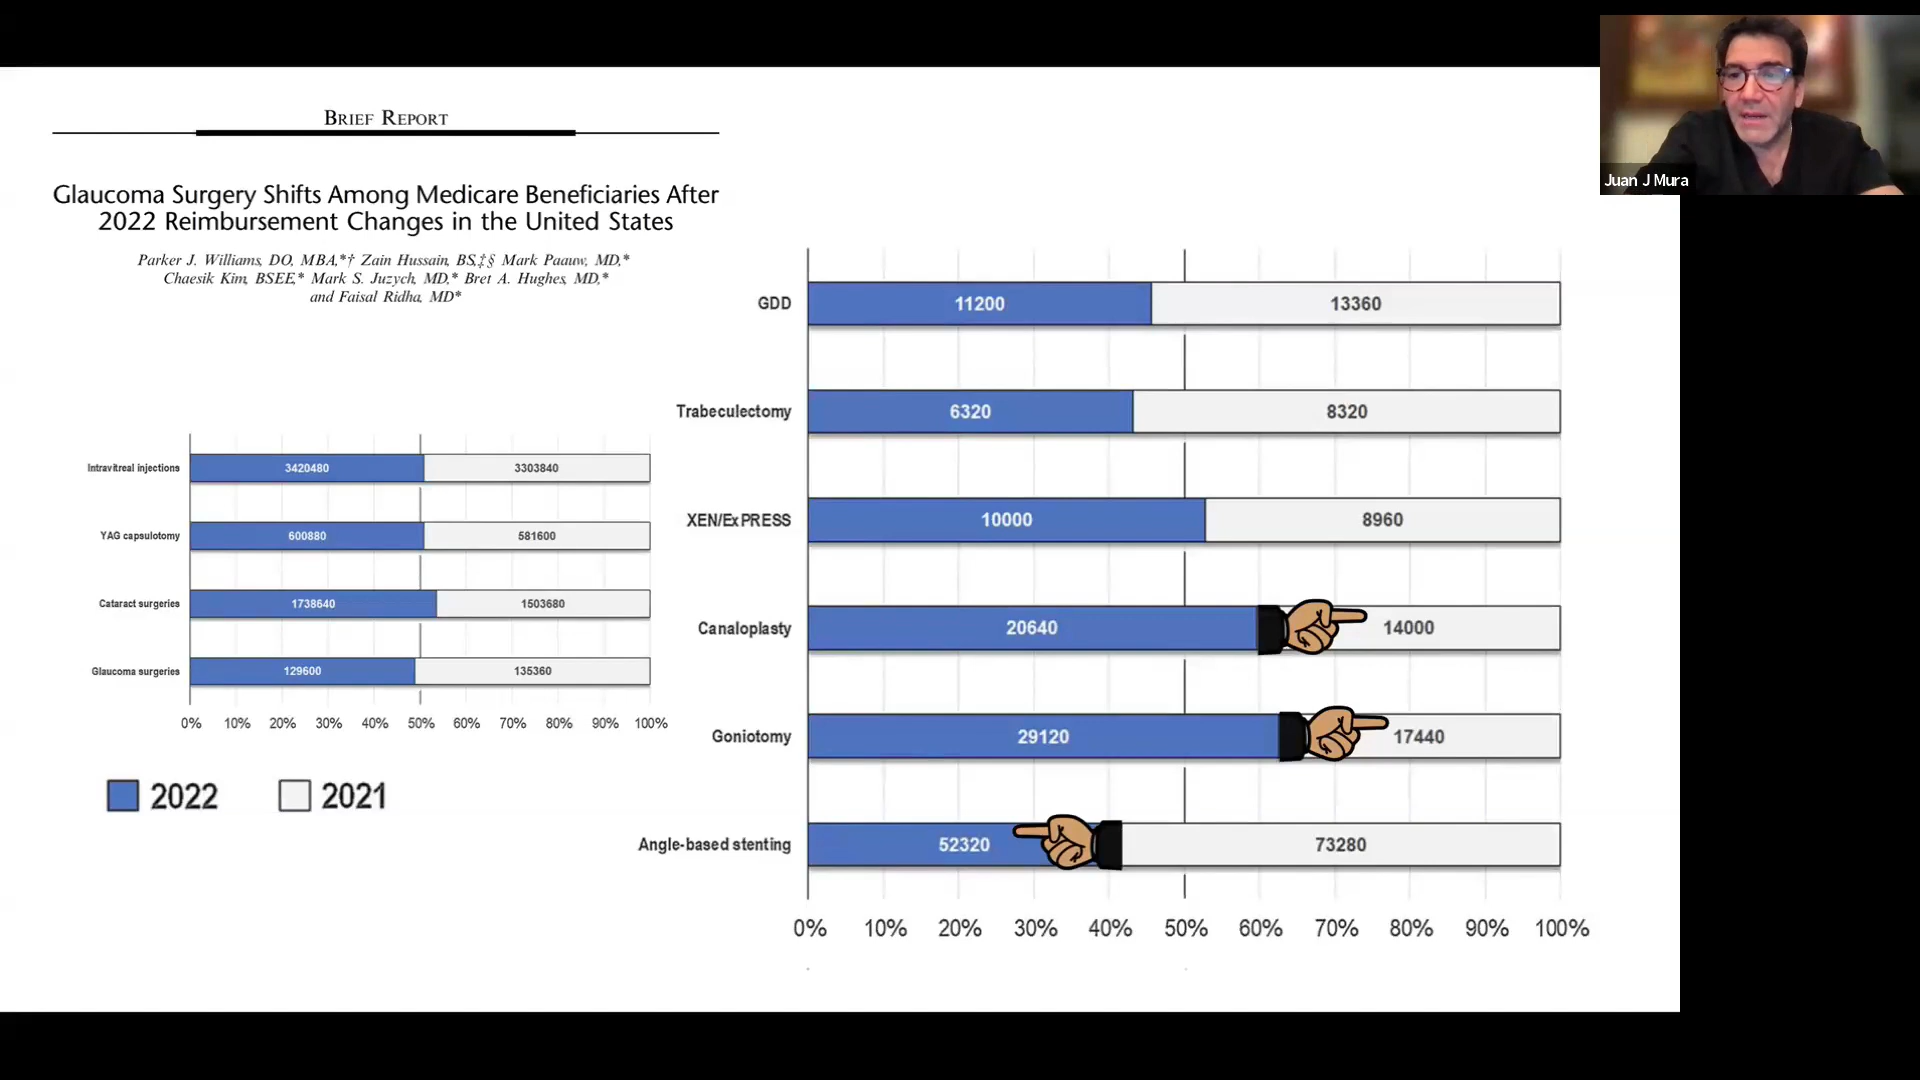 BRIEF REPORT
Glaucoma Surgery Shifts Among Medicare Beneficiaries After
2022 Reimbursement Changes in the United States
Parker J. Williams, DO, MBA,*† Zain Hussain, BS,‡§ Mark Paauw, MD,*
Chaesik Kim, BSEE,* Mark S. Juzych, MD,* Bret A. Hughes, MD,*
and Faisal Ridha, MD*
Intravitreal injections 3420480 3303840
YAG capsulotomy 600880 581600
Cataract surgeries 1738640 1503680
Glaucoma surgeries 129600 135360
0% 10% 20% 30% 40% 50% 60% 70% 80% 90% 100%
2022 2021
GDD 11200 13360
Trabeculectomy 6320 8320
XEN/ExPRESS 10000 8960
Canaloplasty 20640 14000
Goniotomy 29120 17440
Angle-based stenting 52320 73280
0% 10% 20% 30% 40% 50% 60% 70% 80% 90% 100%
Juan J Mura